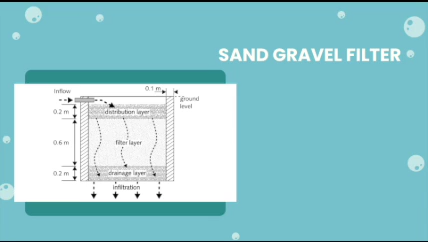 SAND GRAVEL FILTER
Inflow
0.1 m
ground
level
0.2 m
distribution layer
0.6 m
filter layer
0.2 m
drainage layer
infiltration